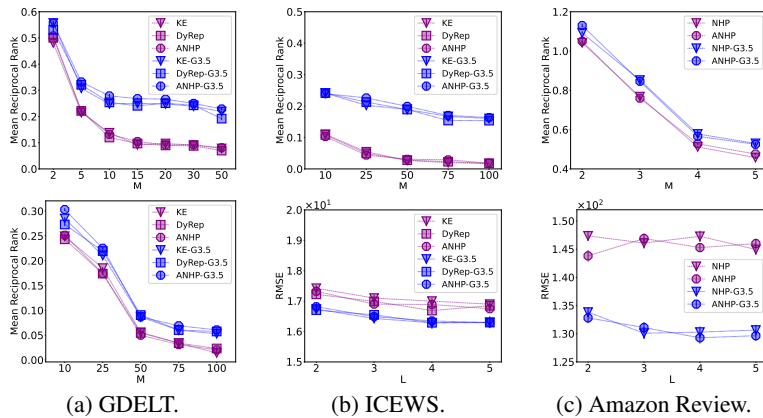 0.6
0.5
0.4
0.3
0.2
0.1
0.0
Mean Reciprocal Rank
2 5 10 15 20 30 50
M
KE
DyRep
ANHP
KE-G3.5
DyRep-G3.5
ANHP-G3.5
0.5
0.4
0.3
0.2
0.1
0.0
Mean Reciprocal Rank
10 25 50 75 100
M
KE
DyRep
ANHP
KE-G3.5
DyRep-G3.5
ANHP-G3.5
1.2
1.0
0.8
0.6
0.4
Mean Reciprocal Rank
2 3 4 5
M
NHP
ANHP
NHP-G3.5
ANHP-G3.5
0.30
0.25
0.20
0.15
0.10
0.05
0.00
Mean Reciprocal Rank
10 25 50 75 100
M
KE
DyRep
ANHP
KE-G3.5
DyRep-G3.5
ANHP-G3.5
×10¹
2.0
1.9
1.8
1.7
1.6
1.5
RMSE
2 3 4 5
L
KE
DyRep
ANHP
KE-G3.5
DyRep-G3.5
ANHP-G3.5
×10²
1.50
1.45
1.40
1.35
1.30
1.25
RMSE
2 3 4 5
L
NHP
ANHP
NHP-G3.5
ANHP-G3.5
(a) GDELT. (b) ICEWS. (c) Amazon Review.